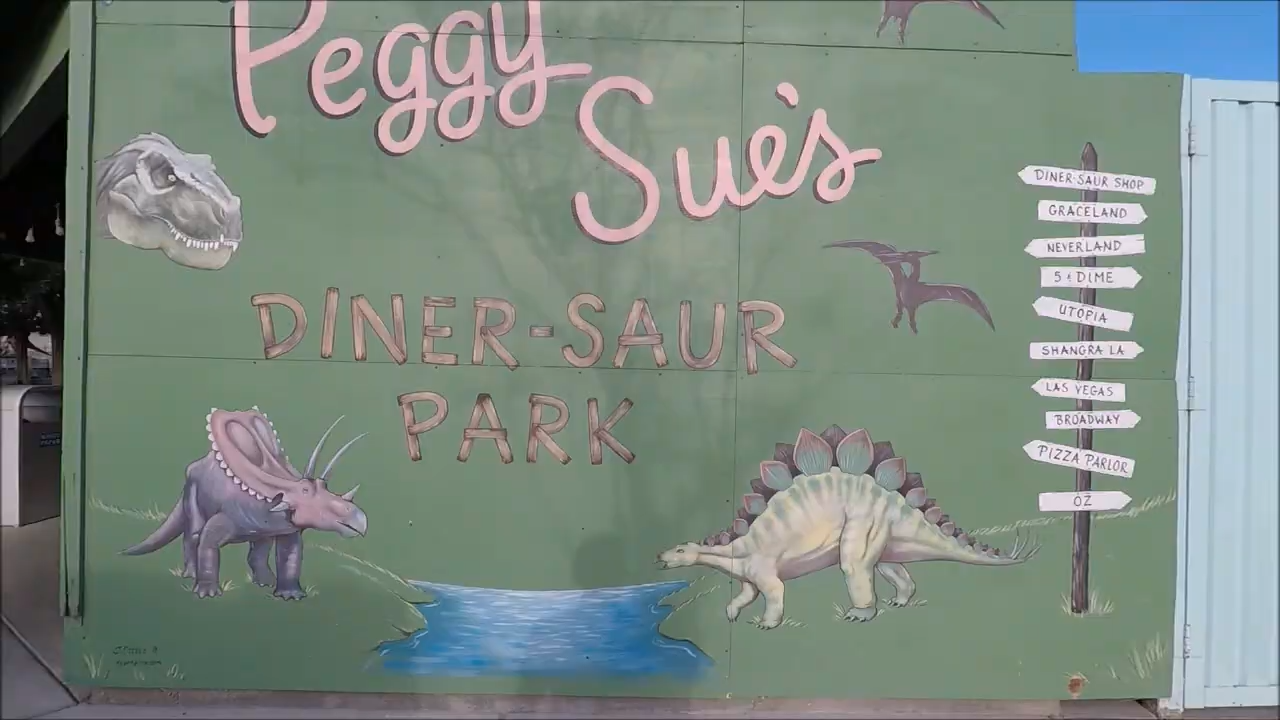 Peggy
Sue's
DINER-SAUR
PARK
DINER-SAUR SHOP
GRACELAND
NEVERLAND
5 & DIME
UTOPIA
SHANGRA LA
LAS VEGAS
BROADWAY
PIZZA PARLOR
OZ